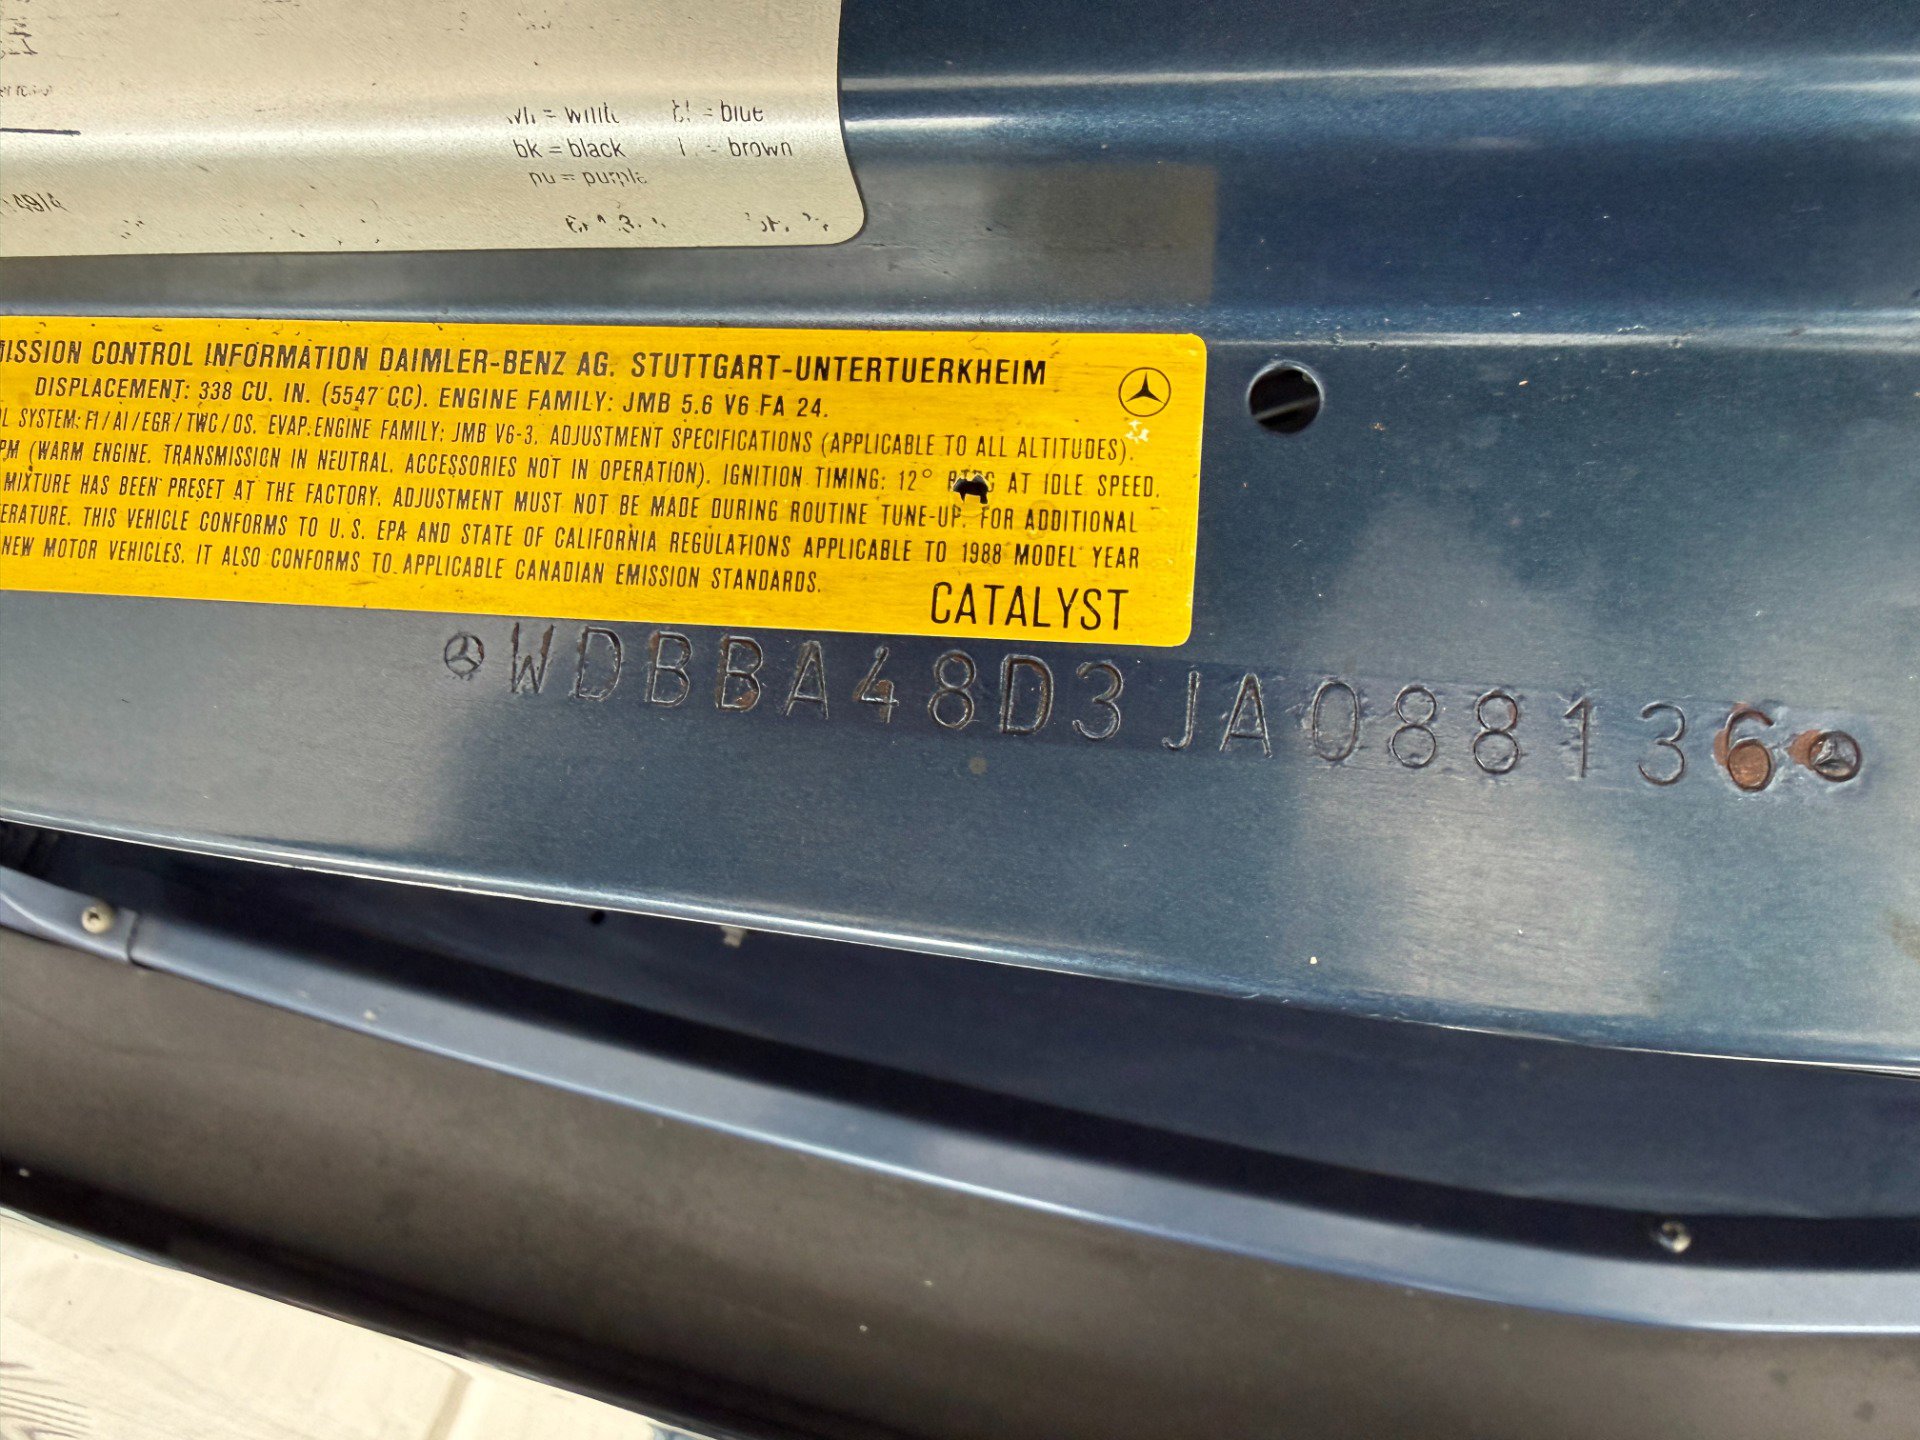 bk = black = brown
= blue
4914
ISSION CONTROL INFORMATION DAIMLER-BENZ AG. STUTTGART-UNTERTUERKHEIM
DISPLACEMENT: 338 CU. IN. (5547 CC). ENGINE FAMILY: JMB 5.6 V6 FA 24.
L SYSTEM: FI/AI/EGR/TWC/OS. EVAP.ENGINE FAMILY: JMB V6-3. ADJUSTMENT SPECIFICATIONS (APPLICABLE TO ALL ALTITUDES).
PM (WARM ENGINE. TRANSMISSION IN NEUTRAL. ACCESSORIES NOT IN OPERATION). IGNITION TIMING: 12° AT IDLE SPEED.
MIXTURE HAS BEEN PRESET AT THE FACTORY. ADJUSTMENT MUST NOT BE MADE DURING ROUTINE TUNE-UP. FOR ADDITIONAL
ERATURE. THIS VEHICLE CONFORMS TO U.S. EPA AND STATE OF CALIFORNIA REGULATIONS APPLICABLE TO 1988 MODEL YEAR
NEW MOTOR VEHICLES. IT ALSO CONFORMS TO APPLICABLE CANADIAN EMISSION STANDARDS.
CATALYST
WDBBA48D3JA088136